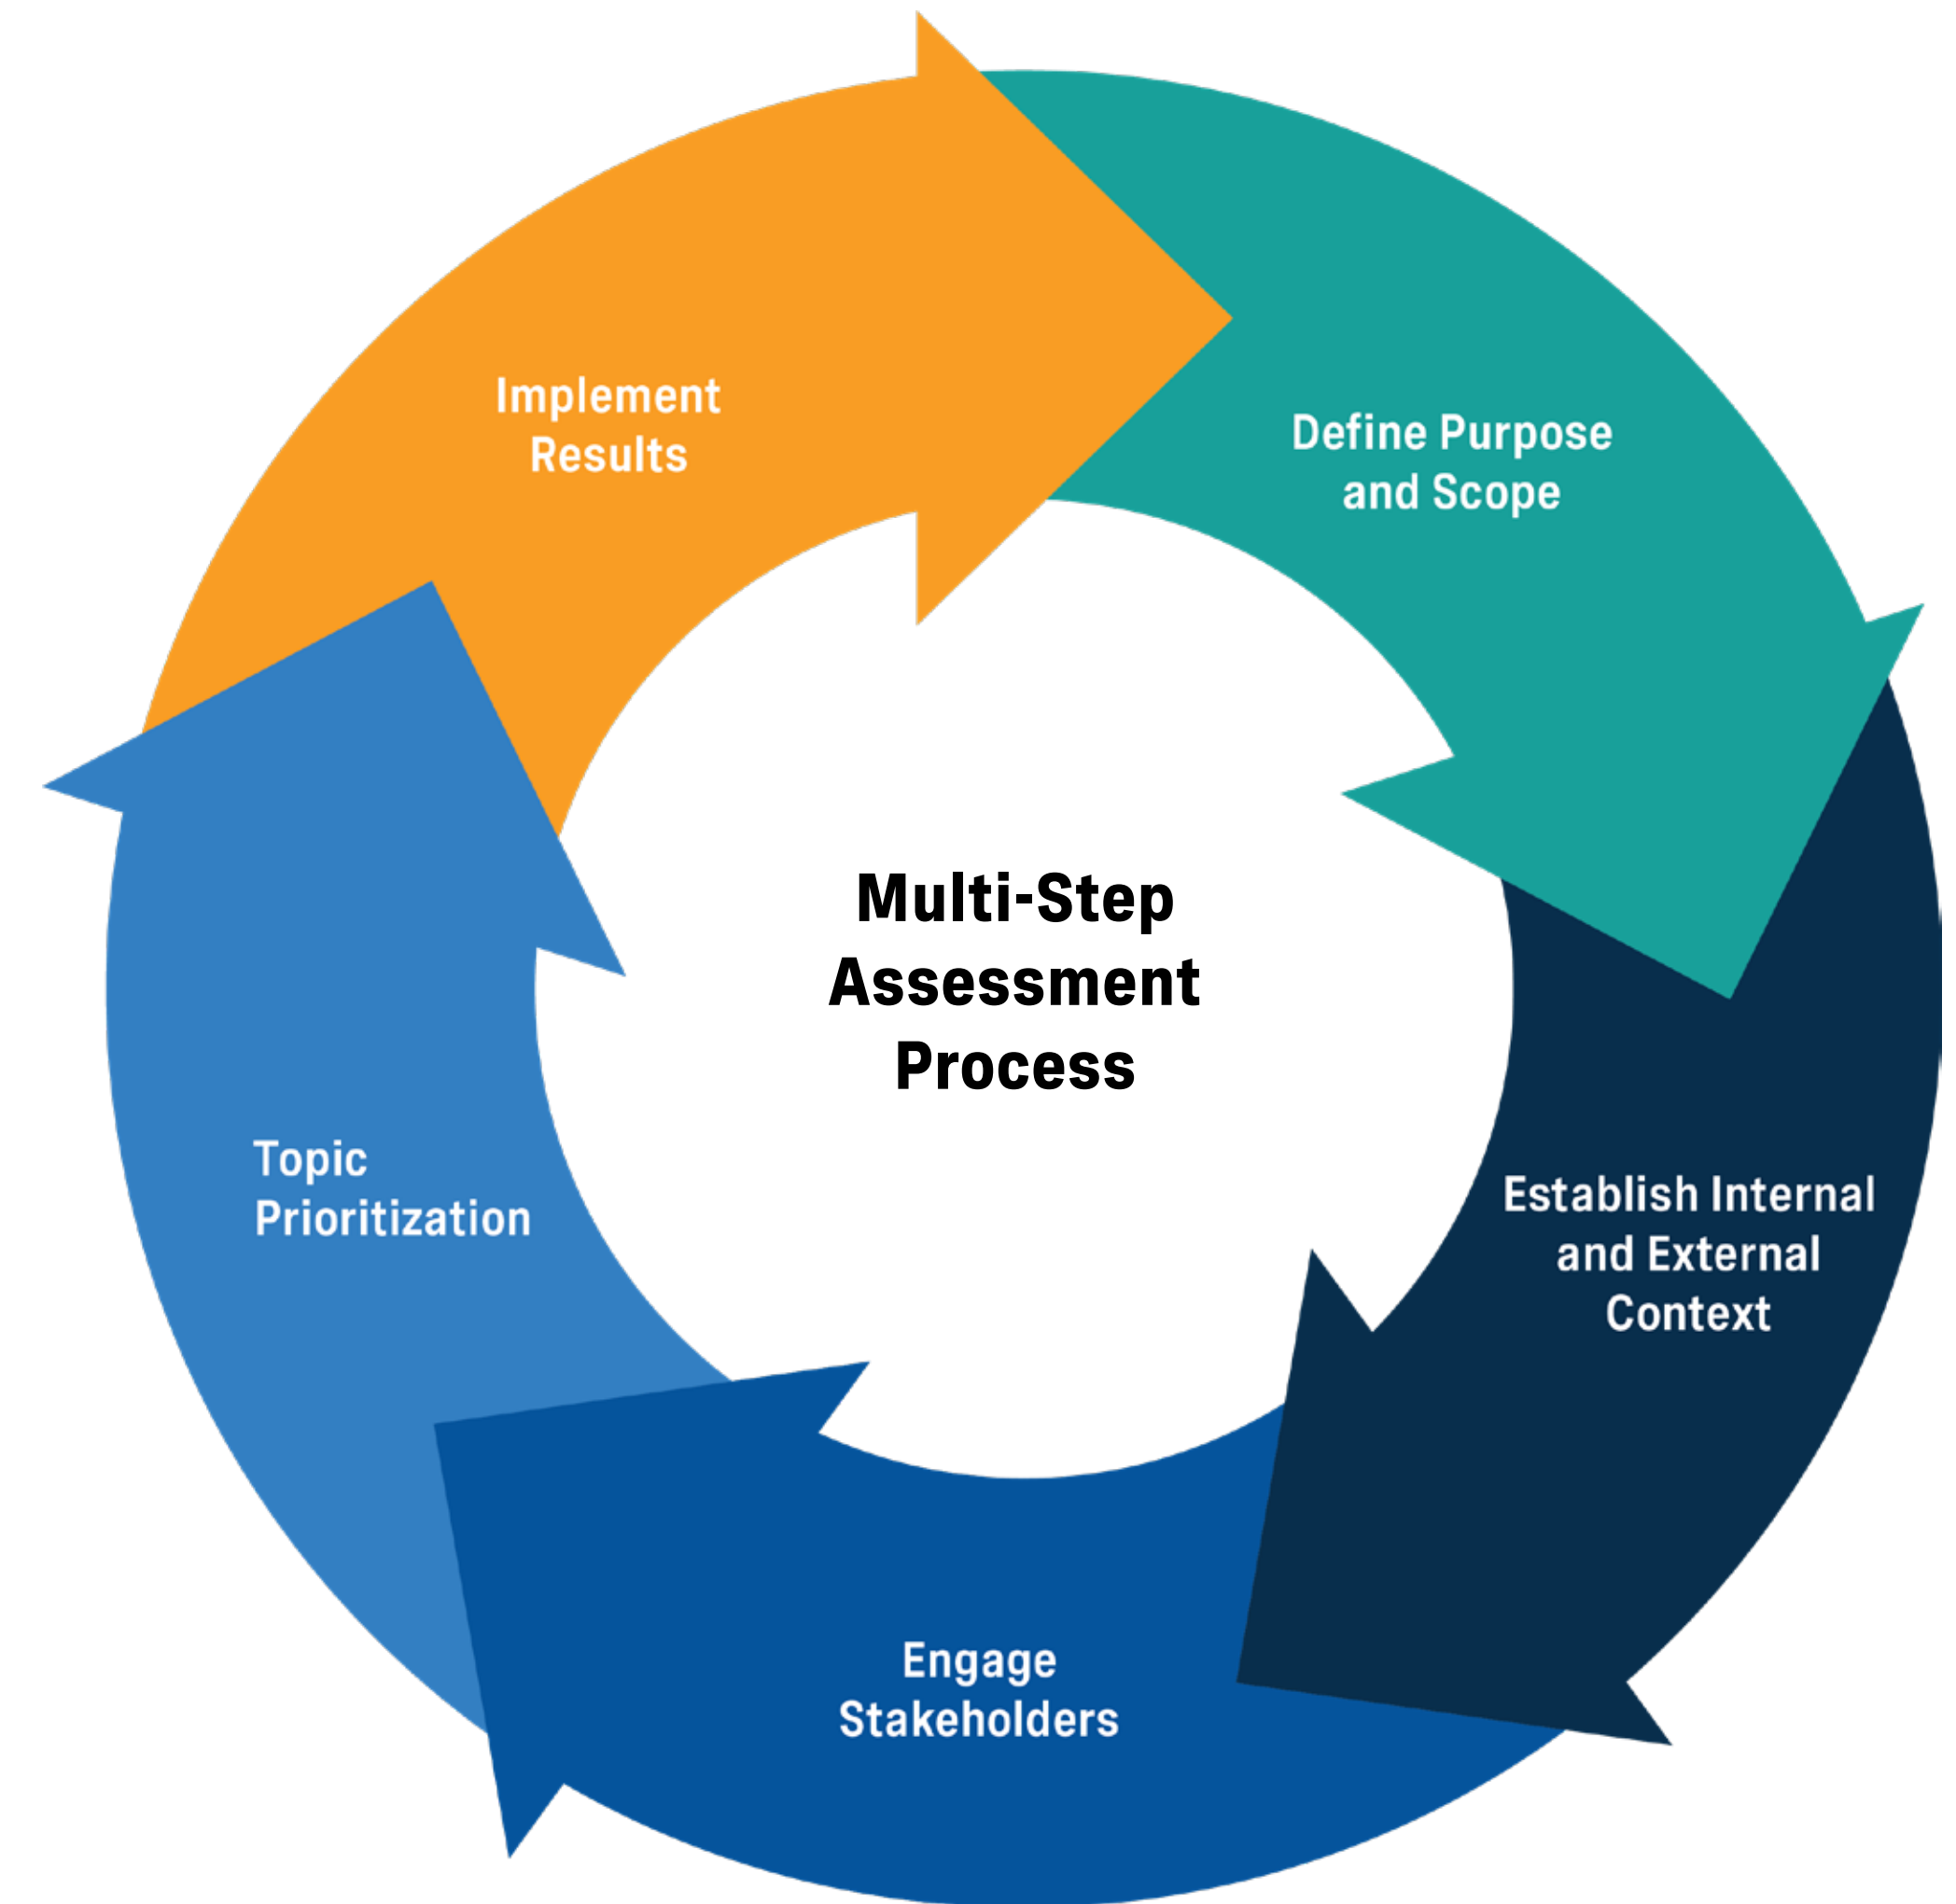 Implement
Results
Define Purpose
and Scope
Multi-Step
Assessment
Process
Topic
Prioritization
Establish Internal
and External
Context
Engage
Stakeholders